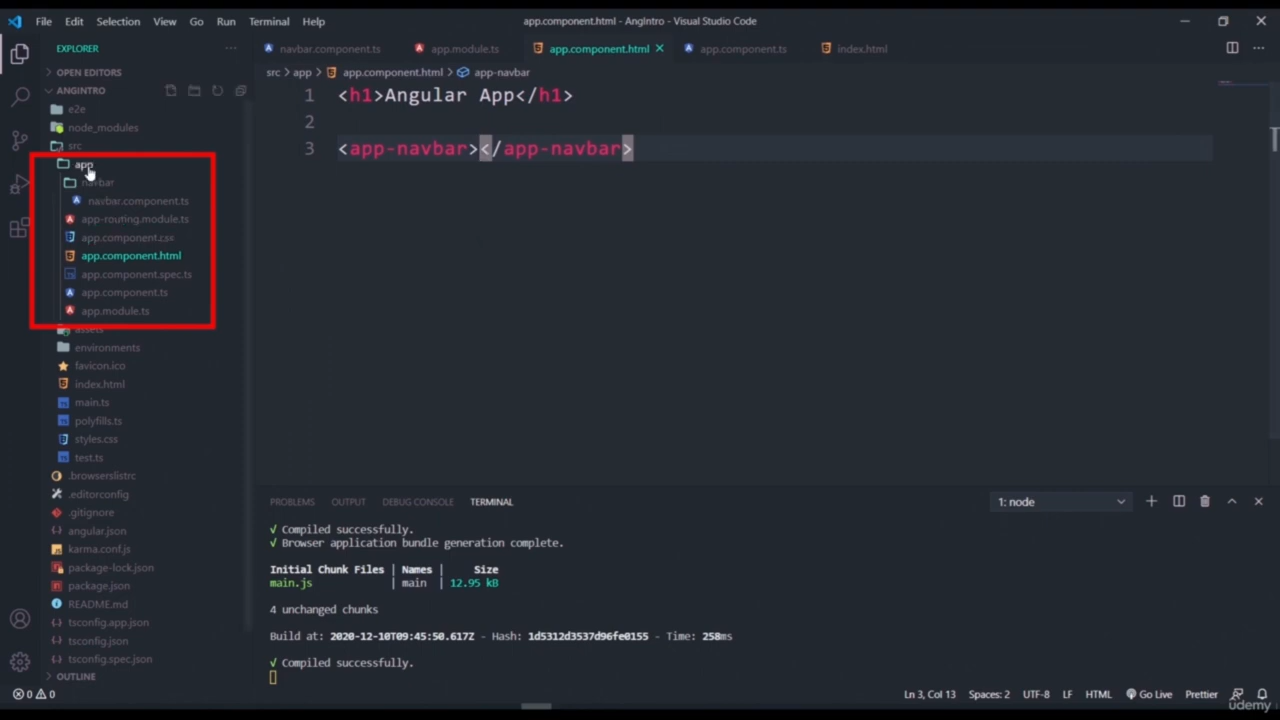 File Edit Selection View Go Run Terminal Help
app.component.html - AngIntro - Visual Studio Code
EXPLORER
navbar.component.ts
app.module.ts
app.component.html
app.component.ts
index.html
OPEN EDITORS
src > app > app.component.html > app-navbar
ANGINTRO
e2e
node_modules
src
app
navbar
navbar.component.ts
app-routing.module.ts
app.component.css
app.component.html
app.component.spec.ts
app.component.ts
app.module.ts
assets
environments
favicon.ico
index.html
main.ts
polyfills.ts
styles.css
test.ts
.browserslistrc
.editorconfig
.gitignore
angular.json
karma.conf.js
package-lock.json
package.json
README.md
tsconfig.app.json
tsconfig.json
tsconfig.spec.json
OUTLINE
1 <h1>Angular App</h1>
2
3 <app-navbar></app-navbar>
PROBLEMS OUTPUT DEBUG CONSOLE TERMINAL
1: node
√ Compiled successfully.
√ Browser application bundle generation complete.
Initial Chunk Files | Names | Size
main.js | main | 12.95 kB
4 unchanged chunks
Build at: 2020-12-10T09:45:50.617Z - Hash: 1d5312d3537d96fe0155 - Time: 258ms
√ Compiled successfully.
0 0
Ln 3, Col 13 Spaces: 2 UTF-8 LF HTML Go Live Prettier
udemy